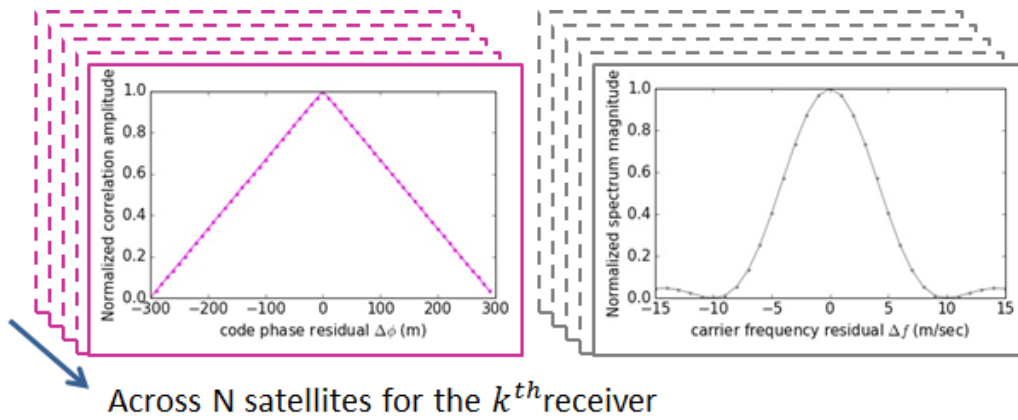 Normalized correlation amplitude
1.0
0.8
0.6
0.4
0.2
0.0
−300 −200 −100 0 100 200 300
code phase residual Δϕ (m)
Normalized spectrum magnitude
1.0
0.8
0.6
0.4
0.2
0.0
−15 −10 −5 0 5 10 15
carrier frequency residual Δf (m/sec)
Across N satellites for the k^th receiver